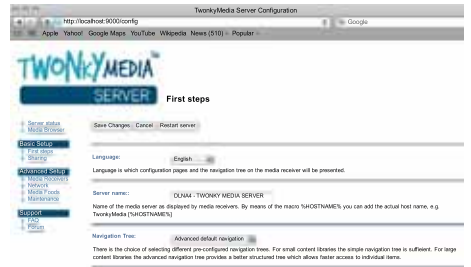 TwonkyMedia Server Configuration
http://localhost:9000/config
Google
Apple Yahoo! Google Maps YouTube Wikipedia News (510) Popular
TWONKYMEDIA
SERVER
First steps
Server status
Media Browser
Basic Setup
First steps
Sharing
Advanced Setup
Media Receivers
Network
Media Feeds
Maintenance
Support
FAQ
Forum
Save Changes Cancel Restart server
Language:
English
Language is which configuration pages and the navigation tree on the media receiver will be presented.
Server name::
DLNA4 - TWONKY MEDIA SERVER
Name of the media server as displayed by media receivers. By means of the macro %HOSTNAME% you can add the actual host name, e.g.
TwonkyMedia [%HOSTNAME%]
Navigation Tree:
Advanced default navigation
There is the choice of selecting different pre-configured navigation trees. For small content libraries the simple navigation tree is suffieient. For large
content libraries the advanced navigation provides a better structured tree which allows faster access to individual items.